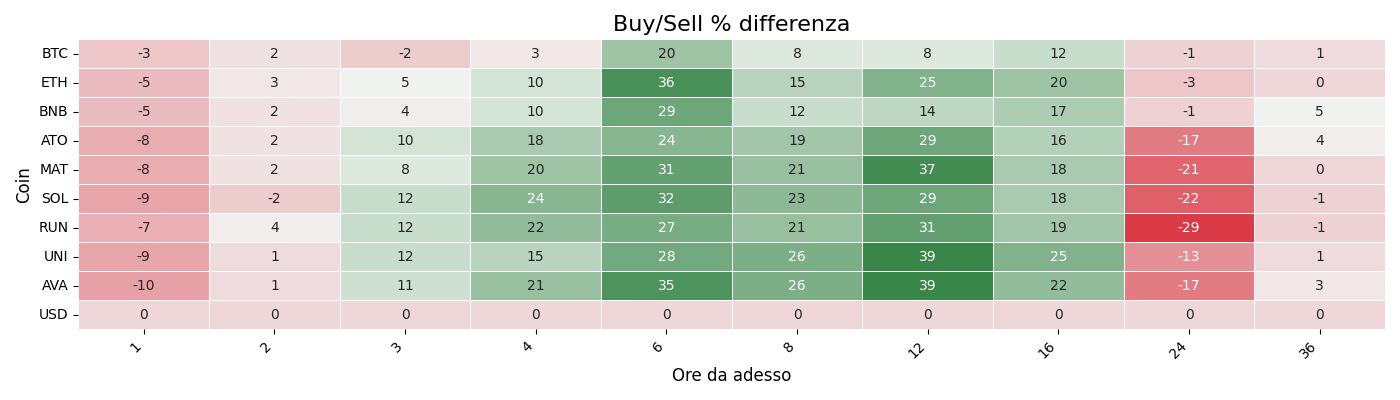 Buy/Sell % differenza
Coin
BTC -3 2 -2 3 20 8 8 12 -1 1
ETH -5 3 5 10 36 15 25 20 -3 0
BNB -5 2 4 10 29 12 14 17 -1 5
ATO -8 2 10 18 24 19 29 16 -17 4
MAT -8 2 8 20 31 21 37 18 -21 0
SOL -9 -2 12 24 32 23 29 18 -22 -1
RUN -7 4 12 22 27 21 31 19 -29 -1
UNI -9 1 12 15 28 26 39 25 -13 1
AVA -10 1 11 21 35 26 39 22 -17 3
USD 0 0 0 0 0 0 0 0 0 0
1 2 3 4 6 8 12 16 24 36
Ore da adesso